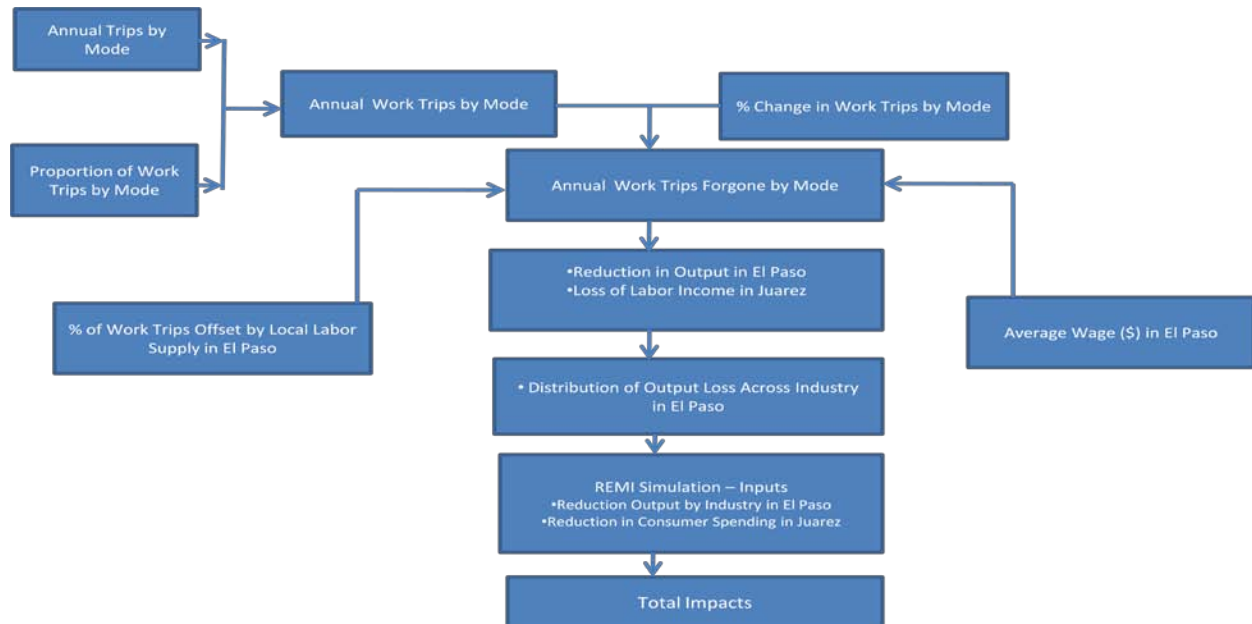 Annual Trips by
Mode
Annual Work Trips by Mode
% Change in Work Trips by Mode
Proportion of Work
Trips by Mode
Annual Work Trips Forgone by Mode
•Reduction in Output in El Paso
•Loss of Labor Income in Juarez
% of Work Trips Offset by Local Labor
Supply in El Paso
Average Wage ($) in El Paso
• Distribution of Output Loss Across Industry
in El Paso
REMI Simulation – Inputs
•Reduction Output by Industry in El Paso
•Reduction in Consumer Spending in Juarez
Total Impacts